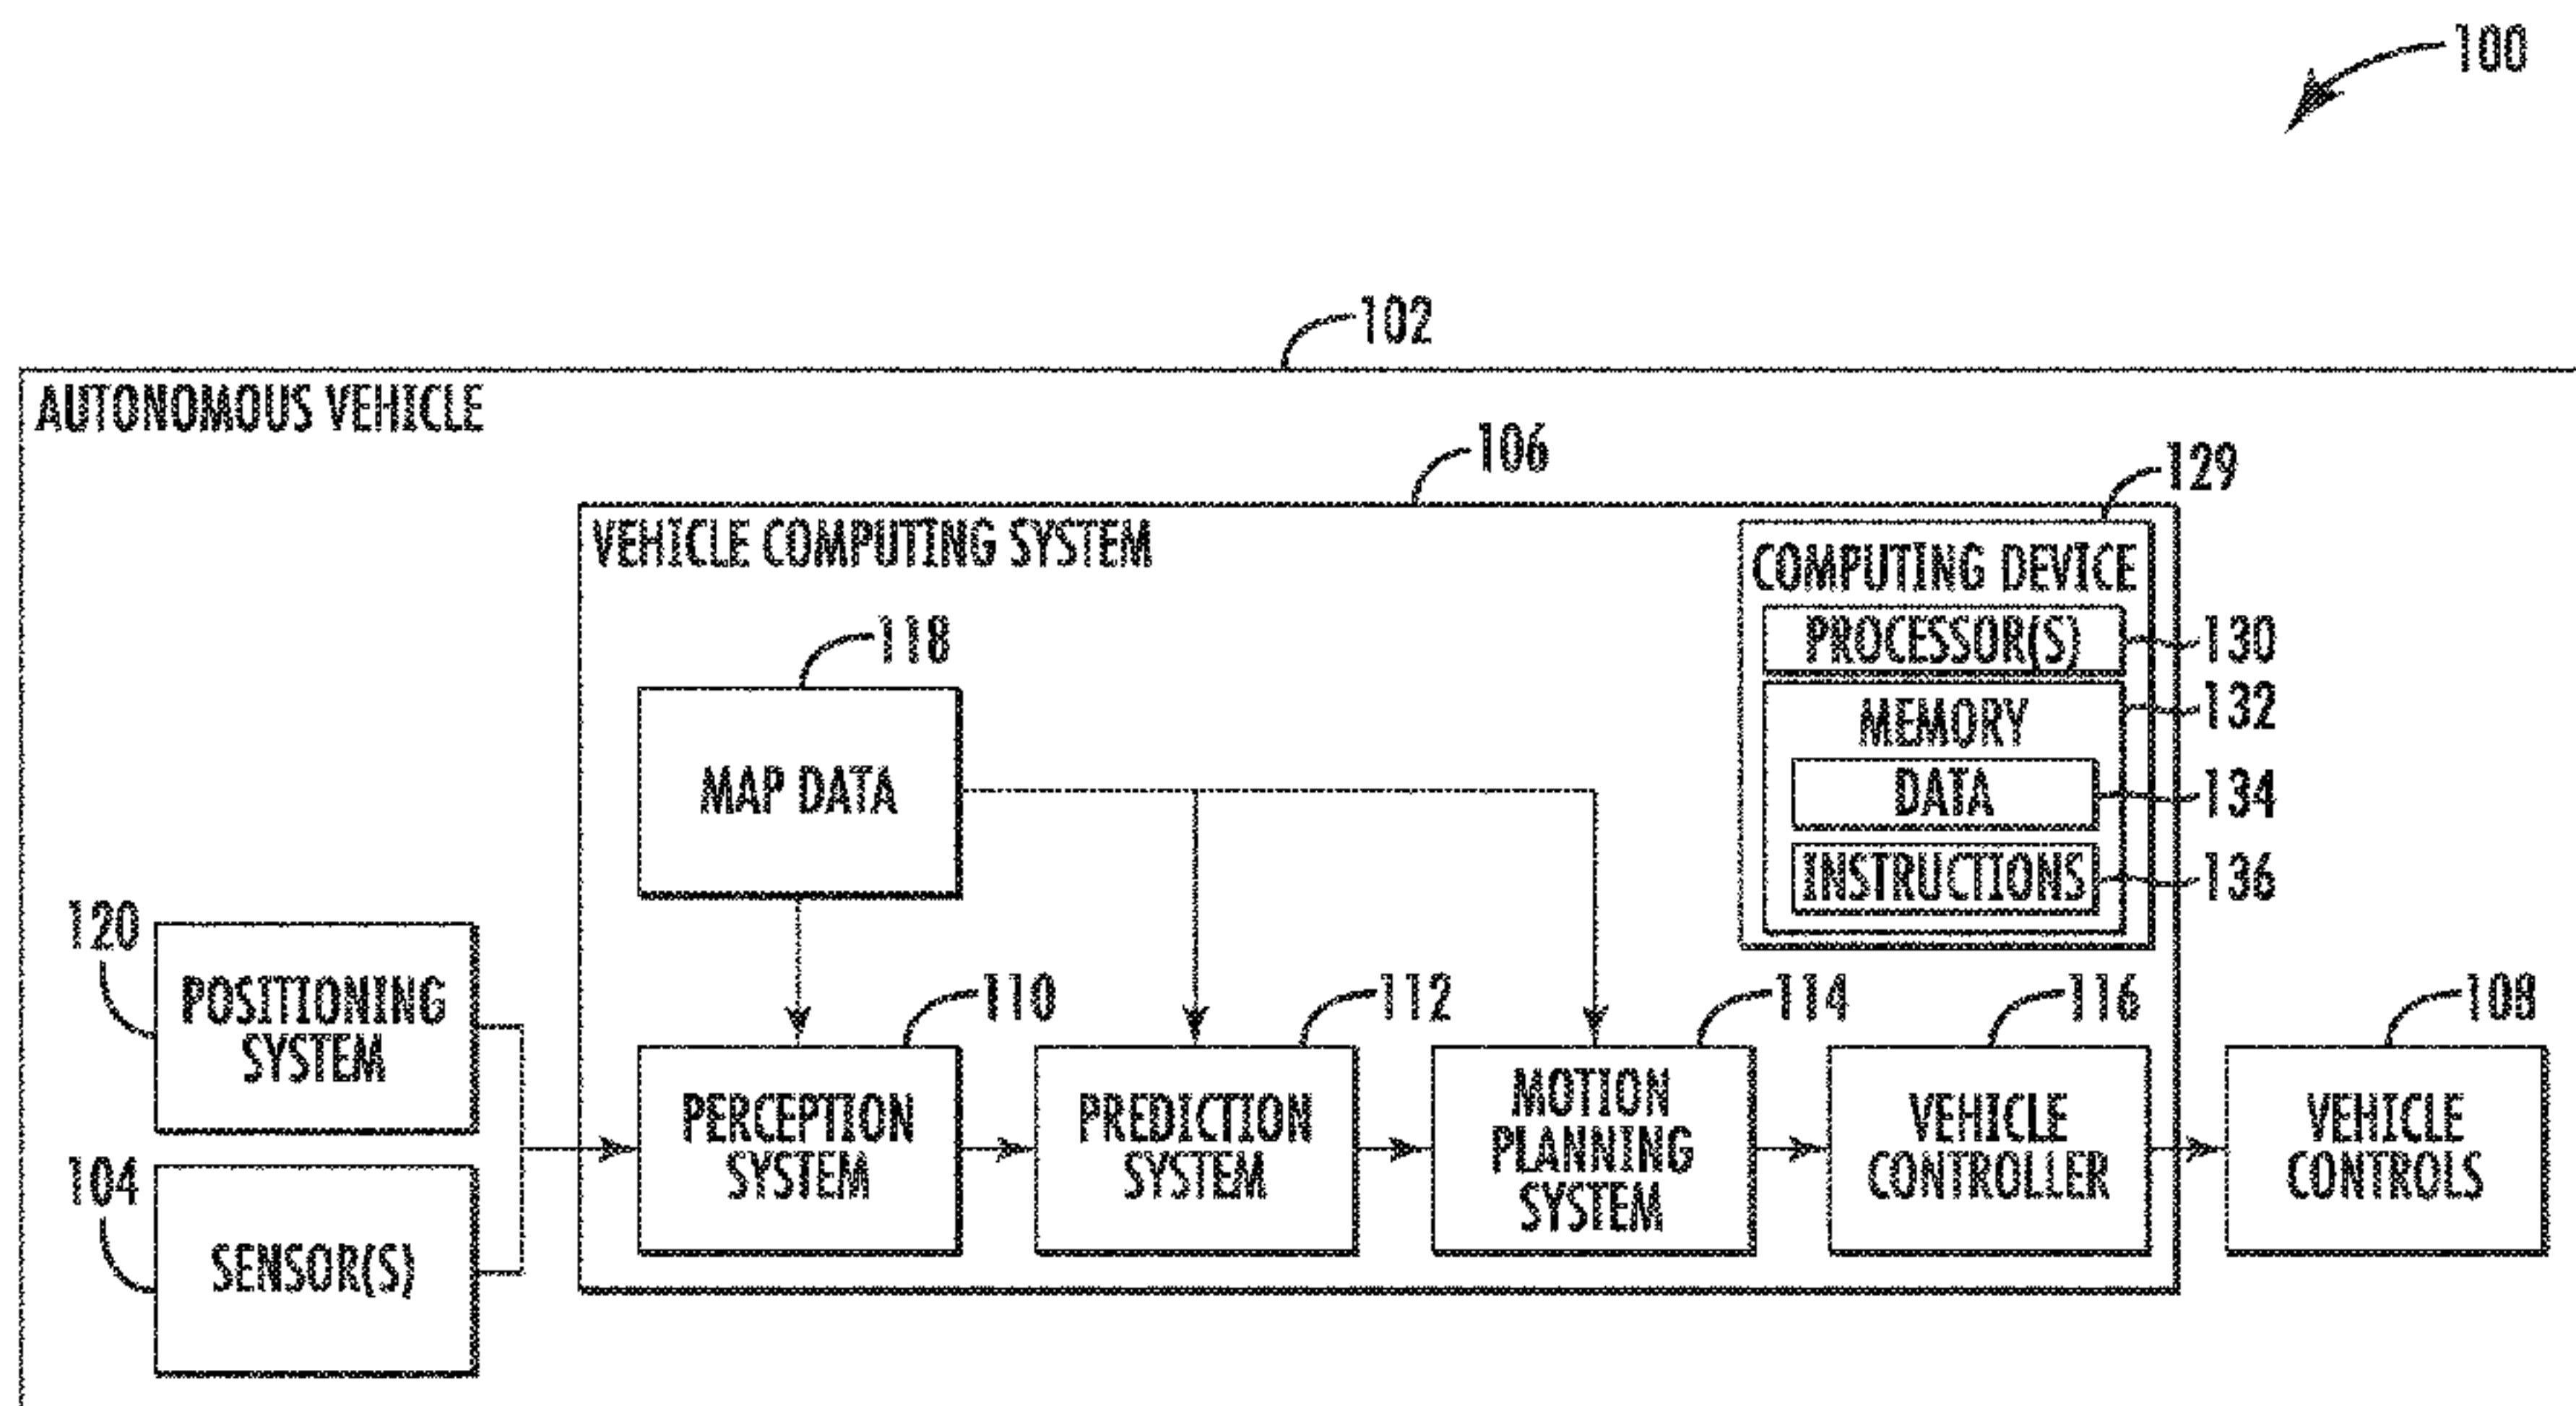 100
102
AUTONOMOUS VEHICLE
106
129
VEHICLE COMPUTING SYSTEM
COMPUTING DEVICE
118
PROCESSOR(S)
130
MEMORY
132
MAP DATA
DATA
134
INSTRUCTIONS
136
120
POSITIONING
SYSTEM
110
112
114
116
108
PERCEPTION
SYSTEM
PREDICTION
SYSTEM
MOTION
PLANNING
SYSTEM
VEHICLE
CONTROLLER
VEHICLE
CONTROLS
104
SENSOR(S)